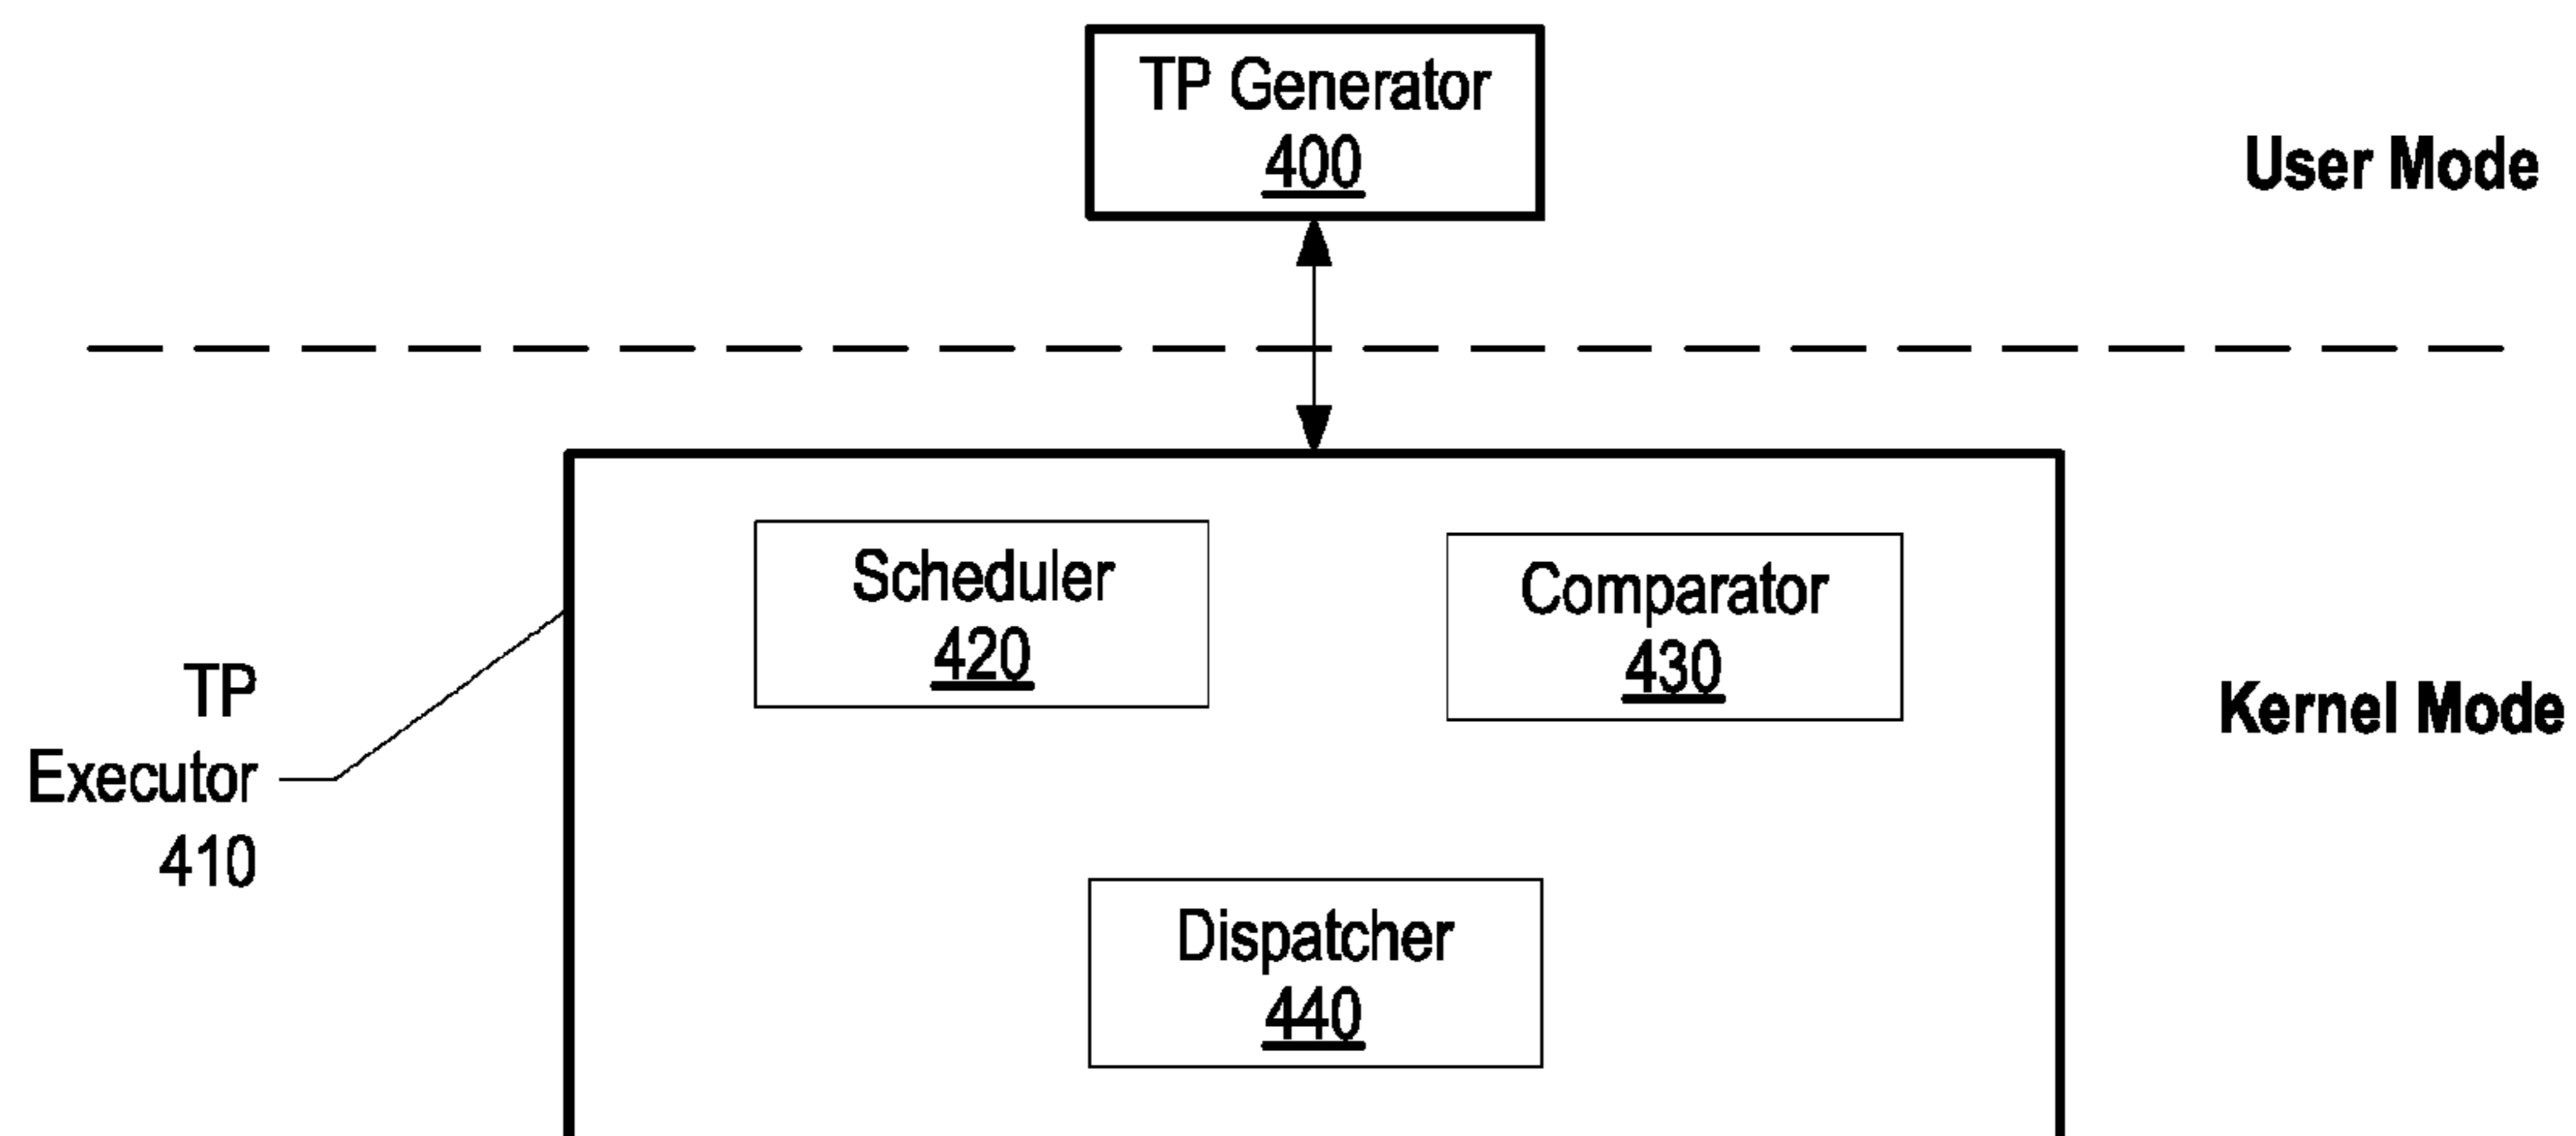 TP Generator
400
User Mode
Scheduler
420
Comparator
430
TP
Executor
410
Kernel Mode
Dispatcher
440